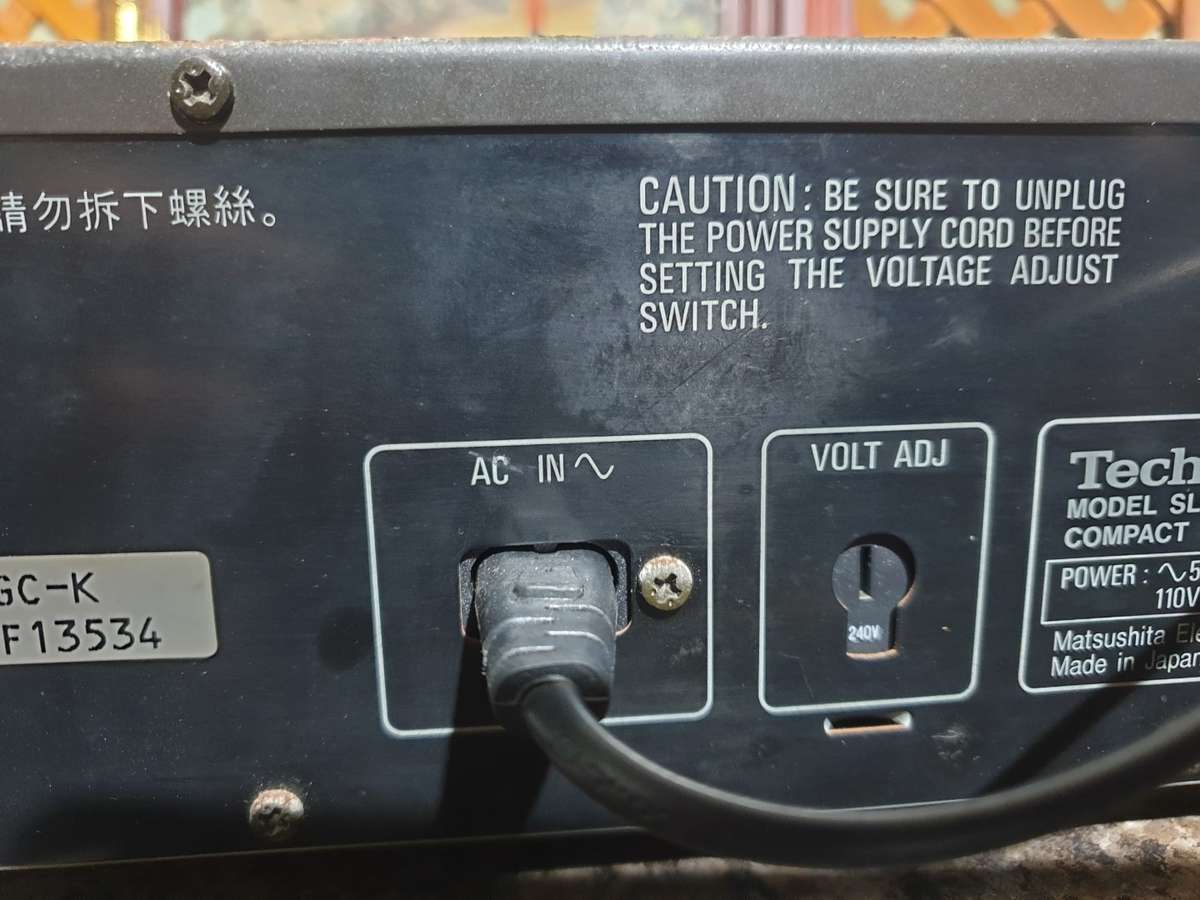 請勿拆下螺絲。
CAUTION: BE SURE TO UNPLUG
THE POWER SUPPLY CORD BEFORE
SETTING THE VOLTAGE ADJUST
SWITCH.
AC IN ∿
VOLT ADJ
240V
GC-K
F13534
Tech
MODEL SL
COMPACT
POWER: ∿5
110V
Matsushita Ele
Made in Japan